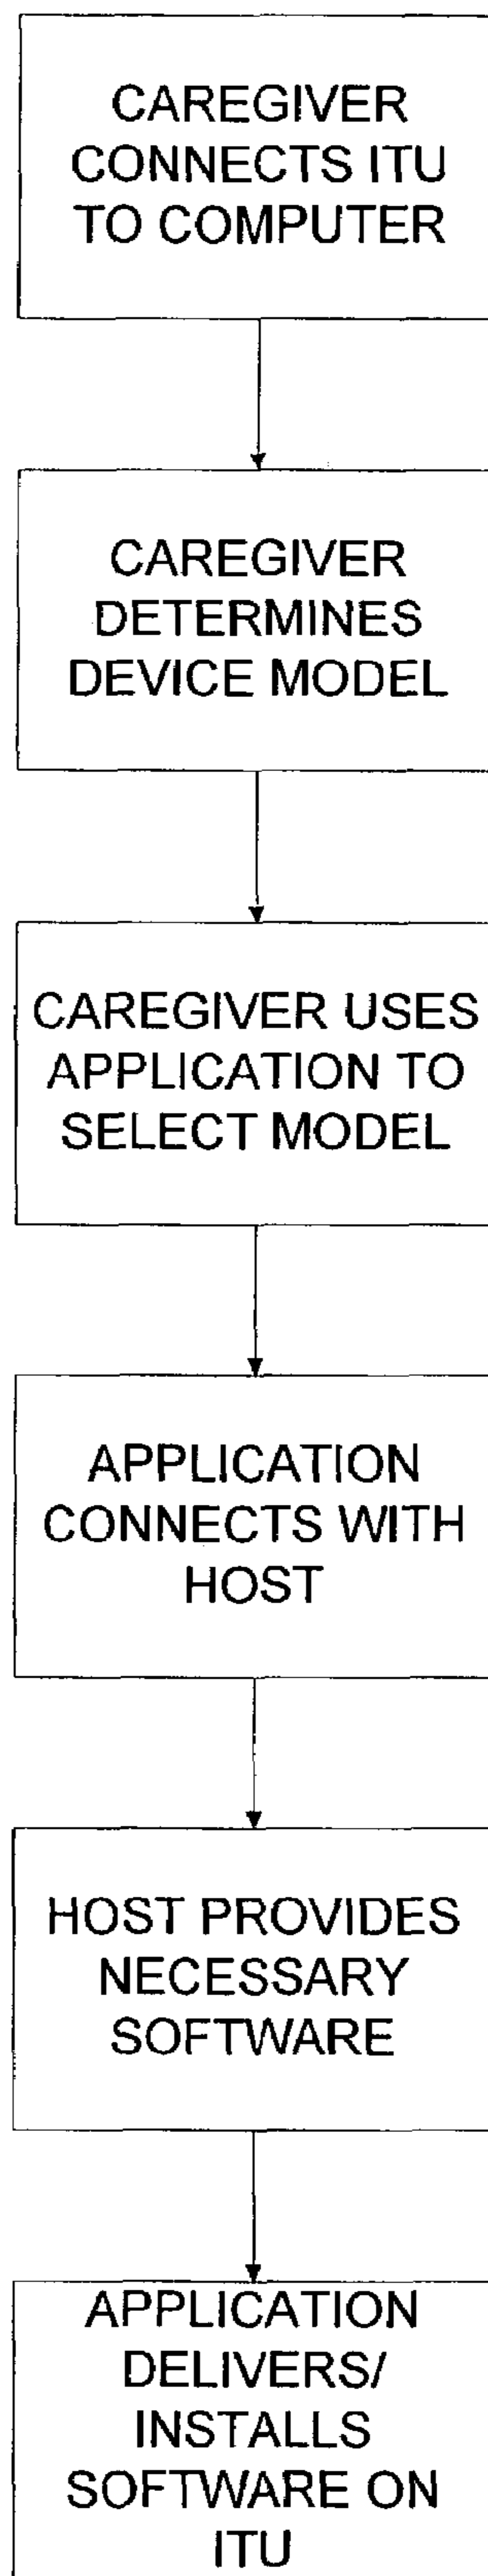 CAREGIVER
CONNECTS ITU
TO COMPUTER
CAREGIVER
DETERMINES
DEVICE MODEL
CAREGIVER USES
APPLICATION TO
SELECT MODEL
APPLICATION
CONNECTS WITH
HOST
HOST PROVIDES
NECESSARY
SOFTWARE
APPLICATION
DELIVERS/
INSTALLS
SOFTWARE ON
ITU